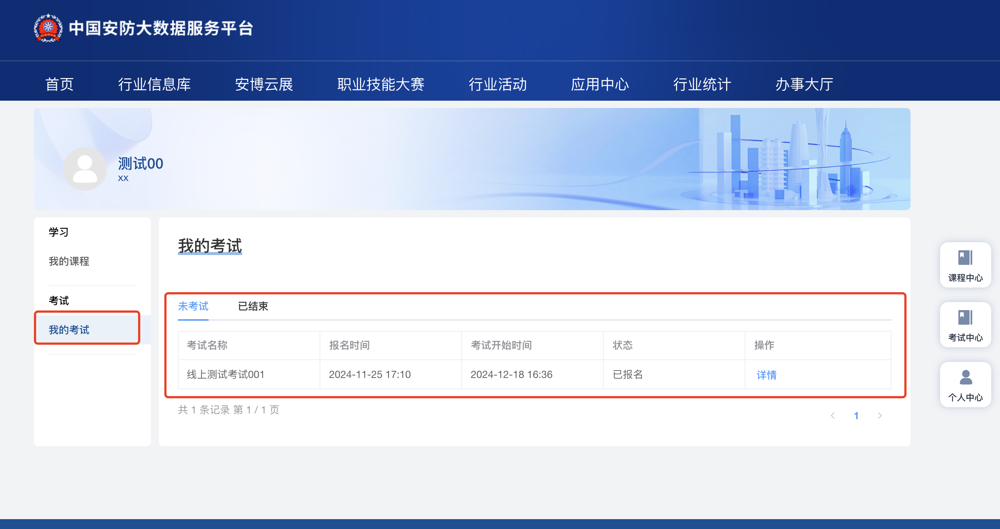 中国安防大数据服务平台
首页 行业信息库 安博云展 职业技能大赛 行业活动 应用中心 行业统计 办事大厅
测试00
xx
学习
我的课程
考试
我的考试
我的考试
未考试 已结束
考试名称 报名时间 考试开始时间 状态 操作
线上测试考试001 2024-11-25 17:10 2024-12-18 16:36 已报名 详情
共 1 条记录 第 1 / 1 页
1
课程中心
考试中心
个人中心